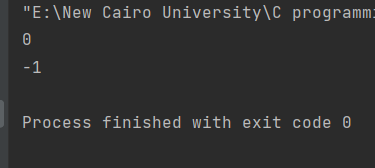 "E:\New Cairo University\C programmi
0
-1
Process finished with exit code 0